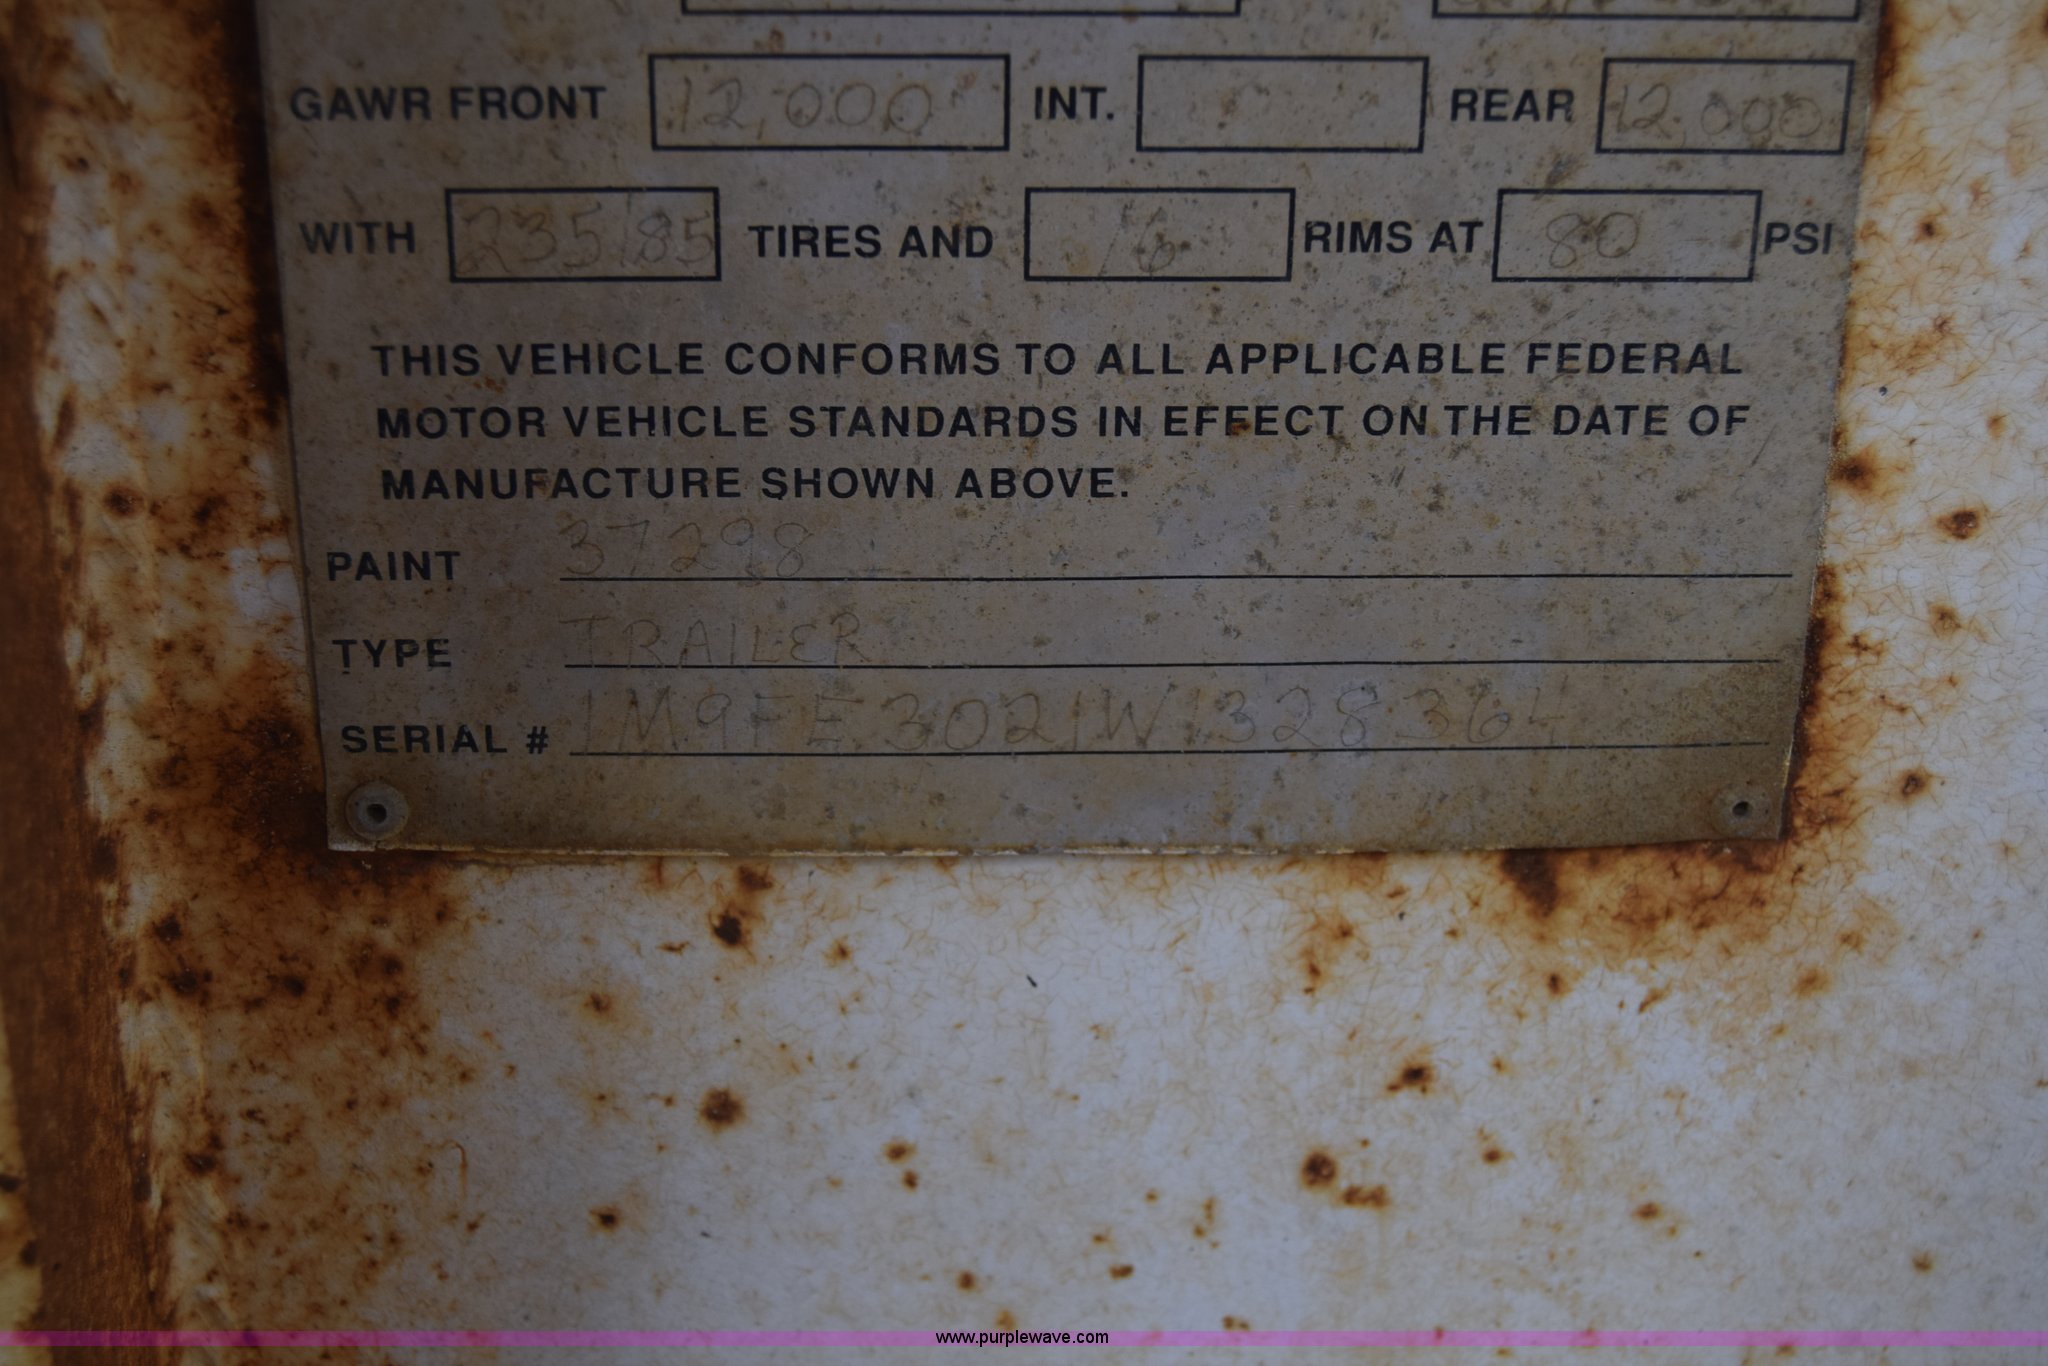 GAWR FRONT 12,000 INT. REAR 12,000
WITH 235/85 TIRES AND 16 RIMS AT 80 PSI
THIS VEHICLE CONFORMS TO ALL APPLICABLE FEDERAL
MOTOR VEHICLE STANDARDS IN EFFECT ON THE DATE OF
MANUFACTURE SHOWN ABOVE.
PAINT 37298
TYPE TRAILER
SERIAL # 1M9FE3021W1328364
www.purplewave.com